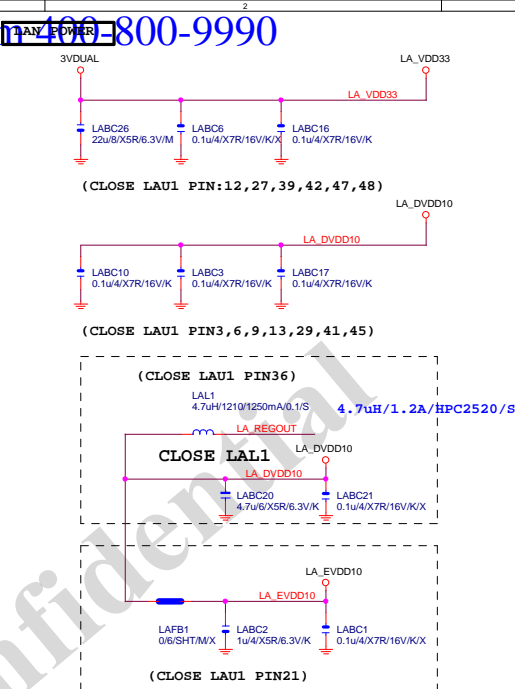 2
n 400-800-9990
LAN POWER
3VDUAL
LA_VDD33
LA_VDD33
LABC26
22u/8/X5R/6.3V/M
LABC6
0.1u/4/X7R/16V/K/X
LABC16
0.1u/4/X7R/16V/K
(CLOSE LAU1 PIN:12,27,39,42,47,48)
LA_DVDD10
LA_DVDD10
LABC10
0.1u/4/X7R/16V/K
LABC3
0.1u/4/X7R/16V/K
LABC17
0.1u/4/X7R/16V/K
(CLOSE LAU1 PIN3,6,9,13,29,41,45)
(CLOSE LAU1 PIN36)
LAL1
4.7uH/1210/1250mA/0.1/S
4.7uH/1.2A/HPC2520/S
LA_REGOUT
CLOSE LAL1
LA_DVDD10
LA_DVDD10
LABC20
4.7u/6/X5R/6.3V/K
LABC21
0.1u/4/X7R/16V/K/X
LA_EVDD10
LA_EVDD10
LAFB1
0/6/SHT/M/X
LABC2
1u/4/X5R/6.3V/K
LABC1
0.1u/4/X7R/16V/K/X
(CLOSE LAU1 PIN21)
nfidential